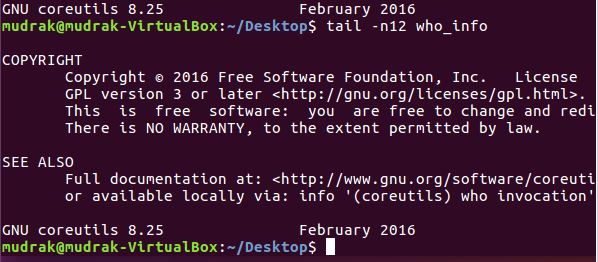 GNU coreutils 8.25 February 2016
mudrak@mudrak-VirtualBox:~/Desktop$ tail -n12 who_info
COPYRIGHT
Copyright © 2016 Free Software Foundation, Inc. License
GPL version 3 or later <http://gnu.org/licenses/gpl.html>.
This is free software: you are free to change and redi
There is NO WARRANTY, to the extent permitted by law.
SEE ALSO
Full documentation at: <http://www.gnu.org/software/coreuti
or available locally via: info '(coreutils) who invocation'
GNU coreutils 8.25 February 2016
mudrak@mudrak-VirtualBox:~/Desktop$